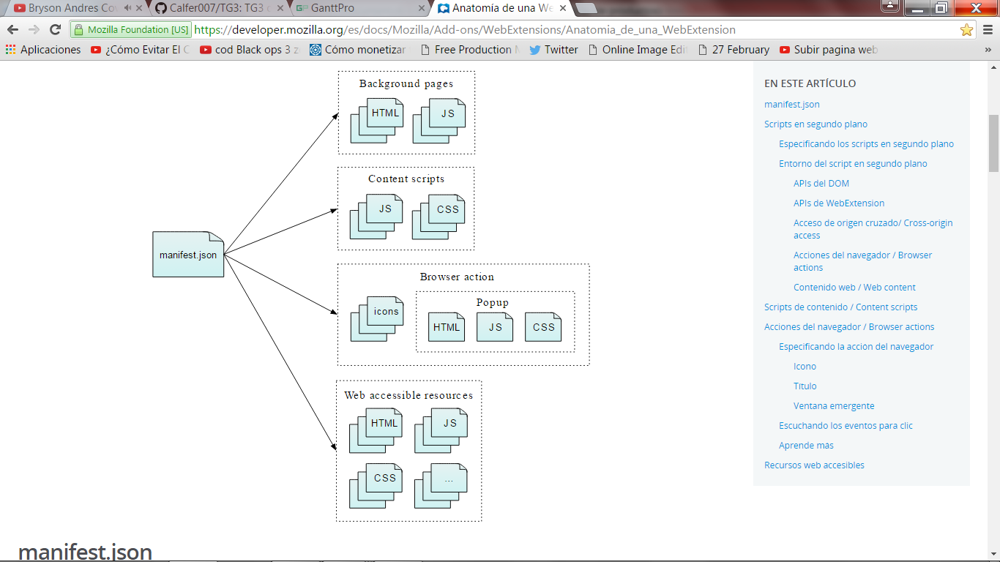 Bryson Andres Cov
Calfer007/TG3: TG3 c
GanttPro
Anatomía de una We
Mozilla Foundation [US]
https://developer.mozilla.org/es/docs/Mozilla/Add-ons/WebExtensions/Anatomia_de_una_WebExtension
Aplicaciones
¿Cómo Evitar El C
cod Black ops 3 z
Cómo monetizar
Free Production M
Twitter
Online Image Edi
27 February
Subir pagina web
»
Background pages
HTML
JS
Content scripts
JS
CSS
manifest.json
Browser action
icons
Popup
HTML
JS
CSS
Web accessible resources
HTML
JS
CSS
...
manifest.json
EN ESTE ARTÍCULO
manifest.json
Scripts en segundo plano
Especificando los scripts en segundo plano
Entorno del script en segundo plano
APIs del DOM
APIs de WebExtension
Acceso de origen cruzado/ Cross-origin
access
Acciones del navegador / Browser
actions
Contenido web / Web content
Scripts de contenido / Content scripts
Acciones del navegador / Browser actions
Especificando la accion del navegador
Icono
Titulo
Ventana emergente
Escuchando los eventos para clic
Aprende mas
Recursos web accesibles